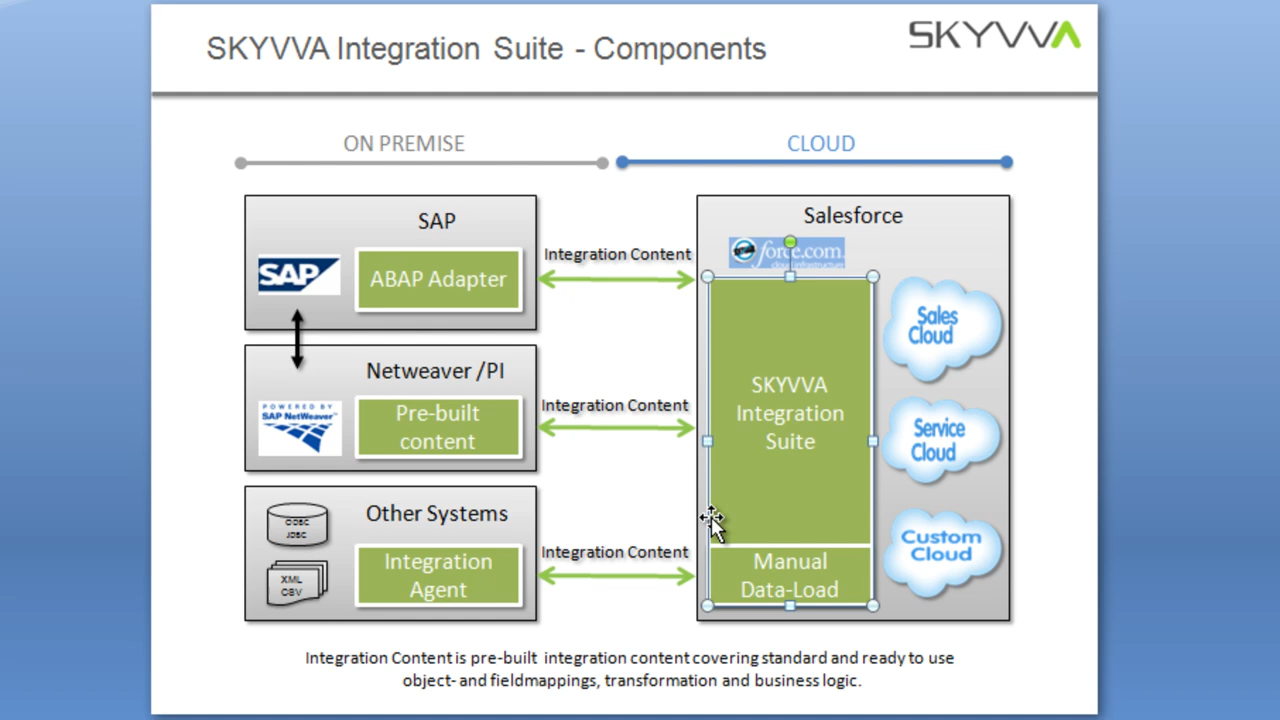 SKYVVA Integration Suite - Components
SKYVVA
ON PREMISE
CLOUD
SAP
SAP
ABAP Adapter
Integration Content
Salesforce
force.com.
cloud infrastructure
Netweaver /PI
POWERED BY
SAP NetWeaver™
Pre-built
content
Integration Content
SKYVVA
Integration
Suite
Sales
Cloud
Service
Cloud
Custom
Cloud
Other Systems
JDBC
XML
CSV
Integration
Agent
Integration Content
Manual
Data-Load
Integration Content is pre-built integration content covering standard and ready to use
object- and fieldmappings, transformation and business logic.